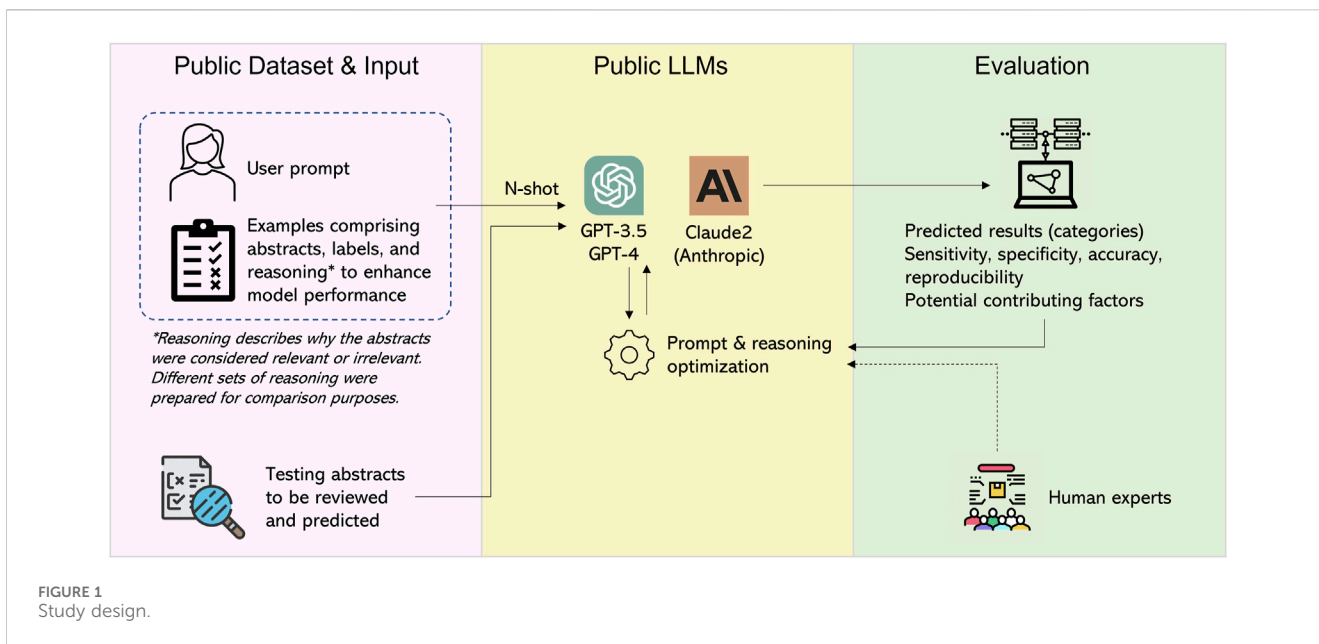 Public Dataset & Input
User prompt
Examples comprising
abstracts, labels, and
reasoning* to enhance
model performance
*Reasoning describes why the abstracts
were considered relevant or irrelevant.
Different sets of reasoning were
prepared for comparison purposes.
Testing abstracts
to be reviewed
and predicted
Public LLMs
N-shot
GPT-3.5
GPT-4
AI
Claude2
(Anthropic)
Prompt & reasoning
optimization
Evaluation
Predicted results (categories)
Sensitivity, specificity, accuracy,
reproducibility
Potential contributing factors
Human experts
FIGURE 1
Study design.